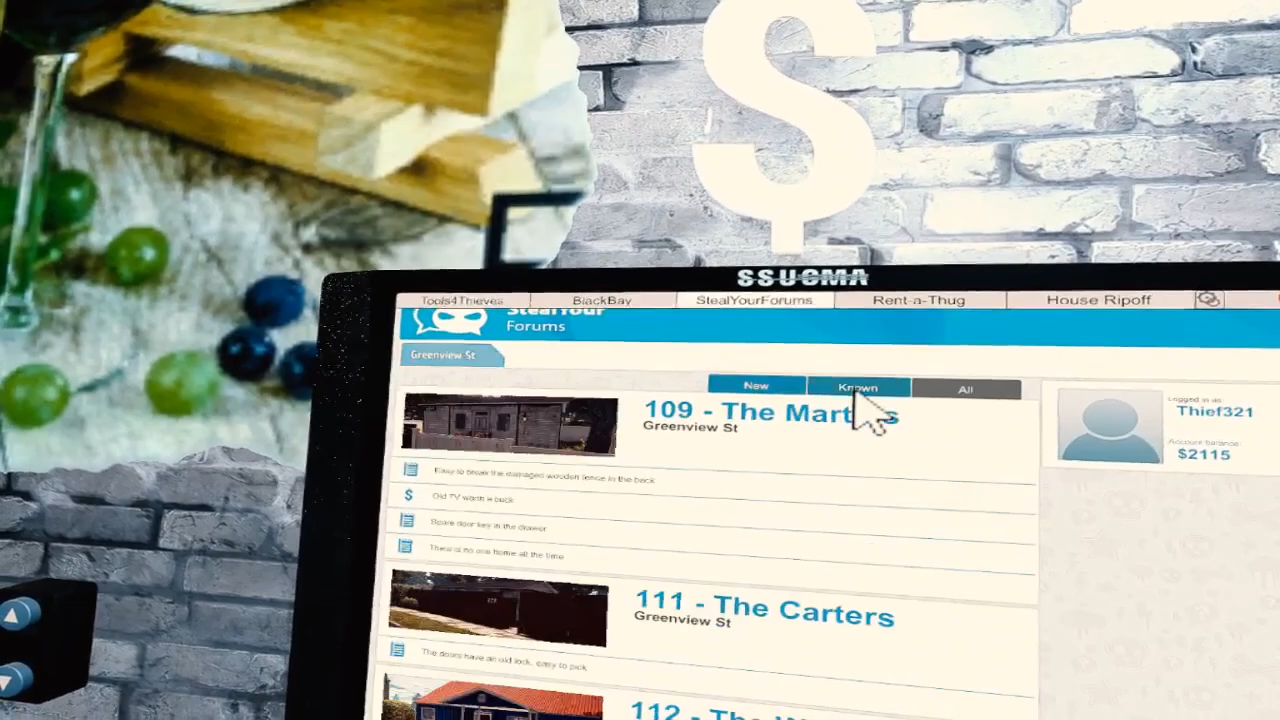 $
SSUGMA
Tools4Thieves
BlackBay
StealYourForums
Rent-a-Thug
House Ripoff
StealYour
Forums
Greenview St
New
Known
All
109 - The
Greenview St
Logged in as:
Thief321
Account balance:
$2115
Easy to break the damaged wooden fence in the back
$ Old TV worth a buck
Spare door key in the drawer
There is no one home all the time
111 - The Carters
Greenview St
The doors have an old lock, easy to pick
112 - The